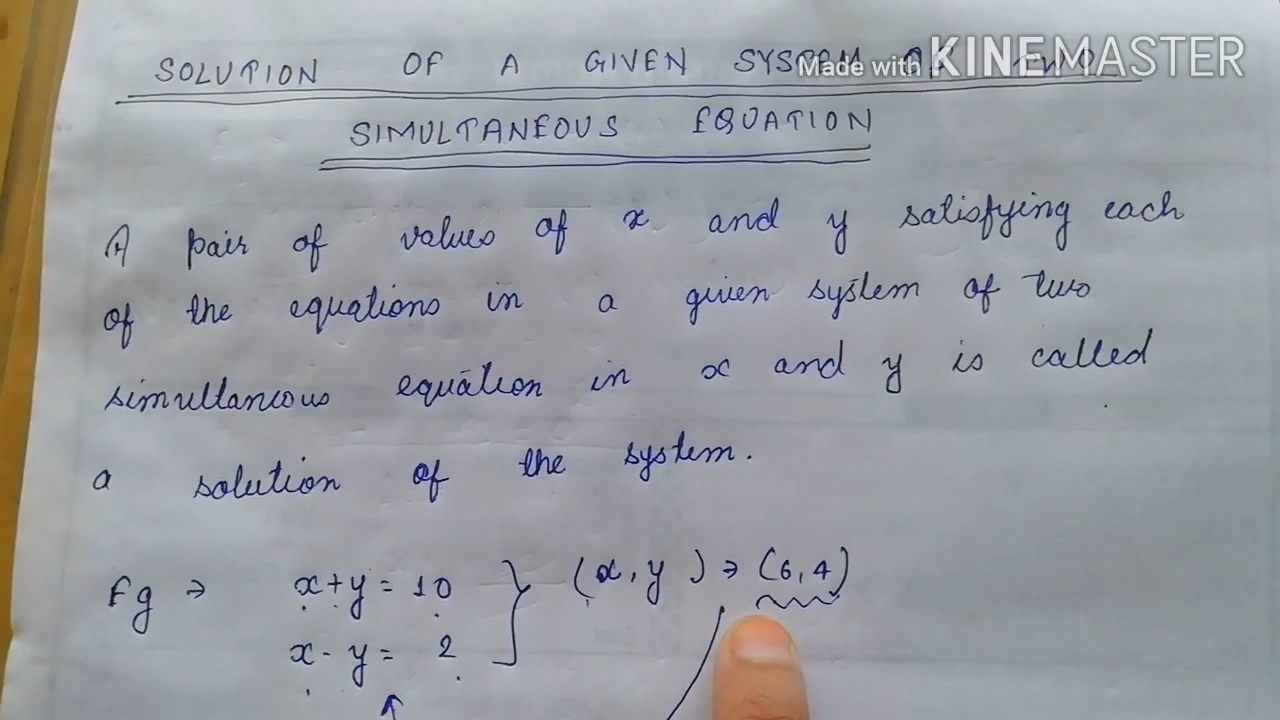 SOLUTION OF A GIVEN SYSTEM OF TWO
Made with KINEMASTER
SIMULTANEOUS EQUATION
A pair of values of x and y satisfying each
of the equations in a given system of two
simultaneous equation in x and y is called
a solution of the system.
Eg → x+y = 10 } (x, y) → (6, 4)
x - y = 2